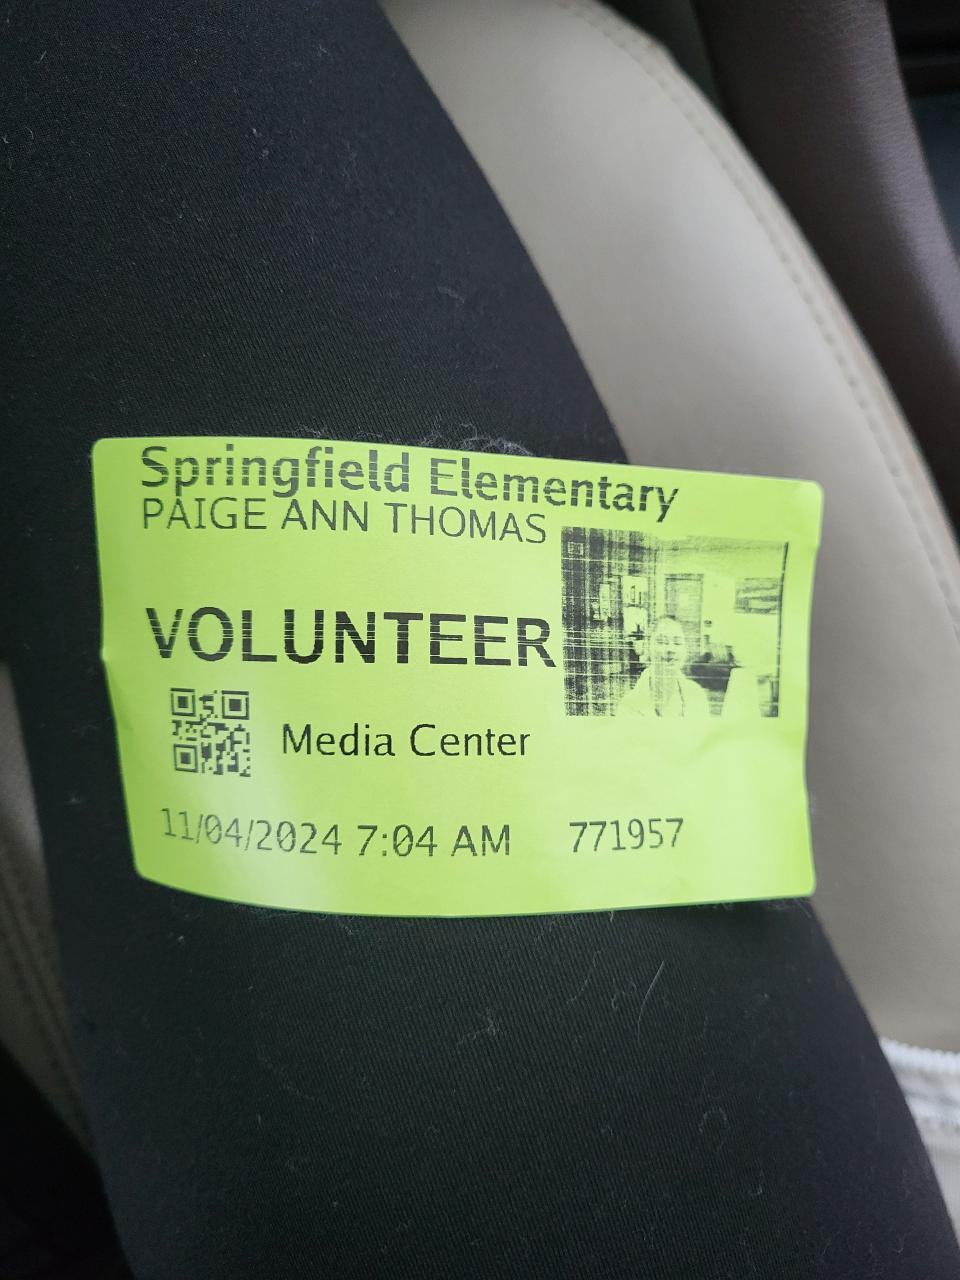 Springfield Elementary
PAIGE ANN THOMAS
VOLUNTEER
Media Center
11/04/2024 7:04 AM 771957